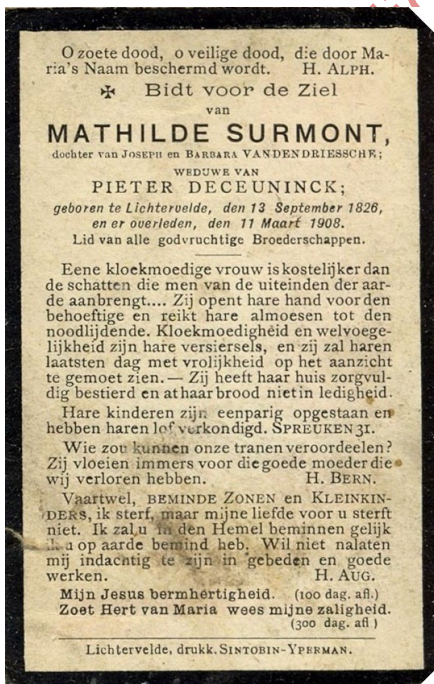 O zoete dood, o veilige dood, die door Ma-
ria's Naam beschermd wordt. H. ALPH.
✠ Bidt voor de Ziel
van
MATHILDE SURMONT,
dochter van JOSEPH en BARBARA VANDENDRIESSCHE;
WEDUWE VAN
PIETER DECEUNINCK;
geboren te Lichtervelde, den 13 September 1826,
en er overleden, den 11 Maart 1908.
Lid van alle godvruchtige Broederschappen.
Eene kloekmoedige vrouw is kostelijker dan
de schatten die men van de uiteinden der aar-
de aanbrengt.... Zij opent hare hand voor den
behoeftige en reikt hare almoesen tot den
noodlijdende. Kloekmoedigheid en welvoege-
lijkheid zijn hare versiersels, en zij zal haren
laatsten dag met vrolijkheid op het aanzicht
te gemoet zien. — Zij heeft haar huis zorgvul-
dig bestierd en at haar brood niet in ledigheid.
Hare kinderen zijn eenparig opgestaan en
hebben haren lof verkondigd. SPREUKEN 31.
Wie zou kunnen onze tranen veroordeelen?
Zij vloeien immers voor die goede moeder die
wij verloren hebben. H. BERN.
Vaartwel, BEMINDE ZONEN en KLEINKIN-
DERS, ik sterf, maar mijne liefde voor u sterft
niet. Ik zal u in den Hemel beminnen gelijk
ik u op aarde bemind heb. Wil niet nalaten
mij indachtig te zijn in gebeden en goede
werken. H. AUG.
Mijn Jesus bermhertigheid. (100 dag. afl.)
Zoet Hert van Maria wees mijne zaligheid.
(300 dag. afl)
Lichtervelde, drukk. SINTOBIN-YPERMAN.